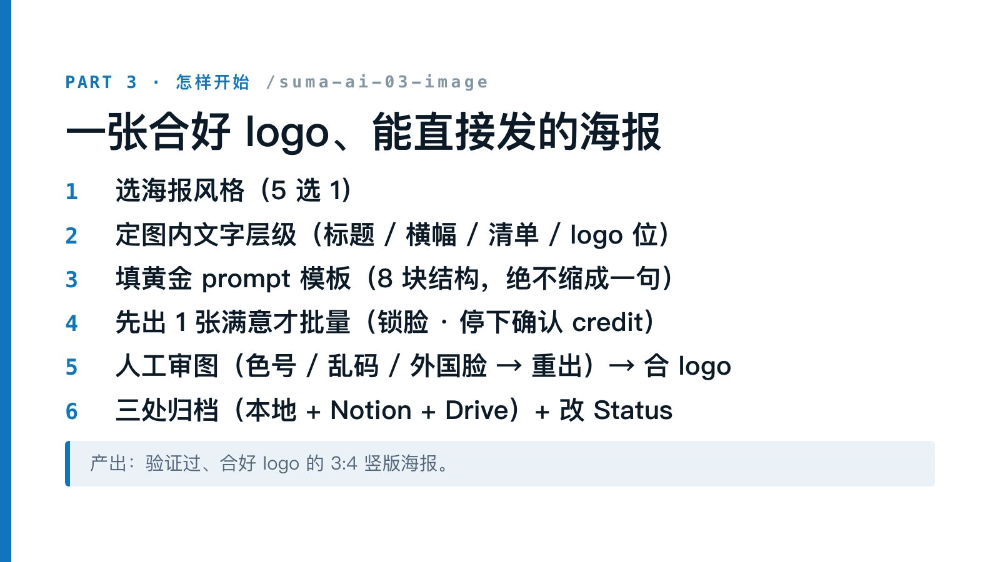 PART 3 · 怎样开始 /suma-ai-03-image
一张合好 logo、能直接发的海报
1 选海报风格（5 选 1）
2 定图内文字层级（标题 / 横幅 / 清单 / logo 位）
3 填黄金 prompt 模板（8 块结构，绝不缩成一句）
4 先出 1 张满意才批量（锁脸 · 停下确认 credit）
5 人工审图（色号 / 乱码 / 外国脸 → 重出）→ 合 logo
6 三处归档（本地 + Notion + Drive）+ 改 Status
产出：验证过、合好 logo 的 3:4 竖版海报。